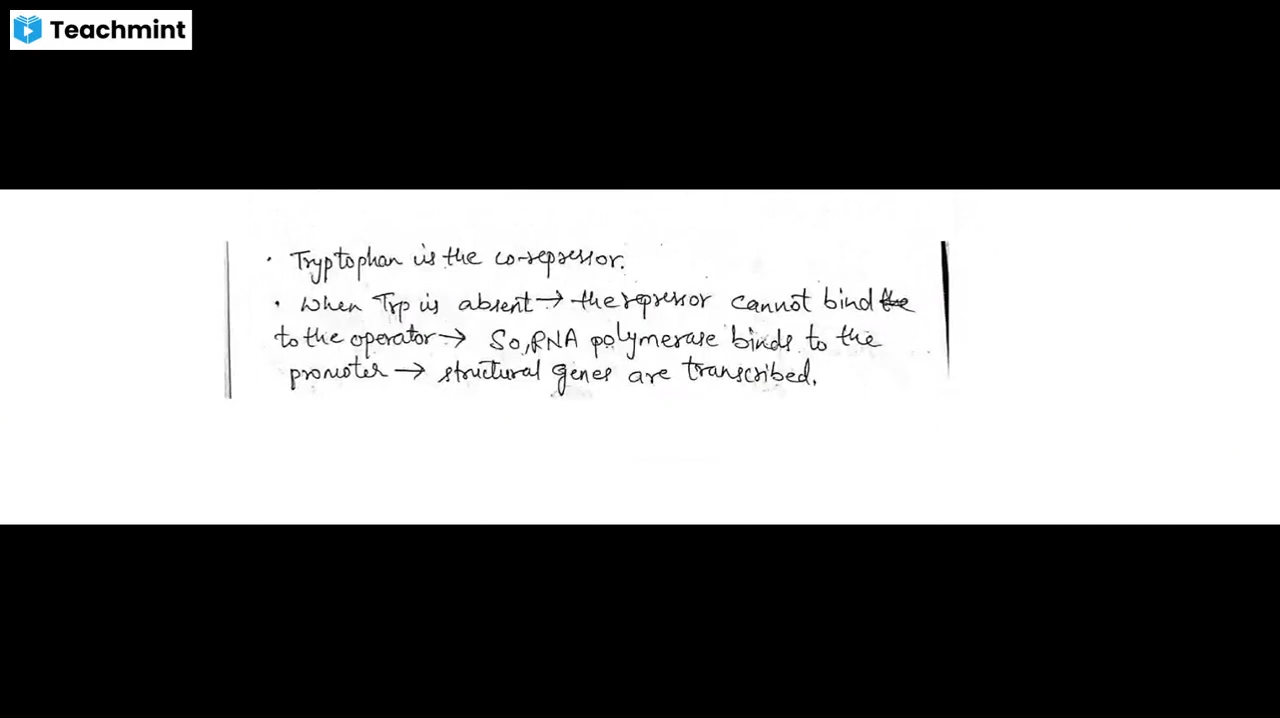 Teachmint
• Tryptophan is the co-repressor.
• When Trp is absent → the repressor cannot bind the
to the operator → So, RNA polymerase binds to the
promoter → structural genes are transcribed.